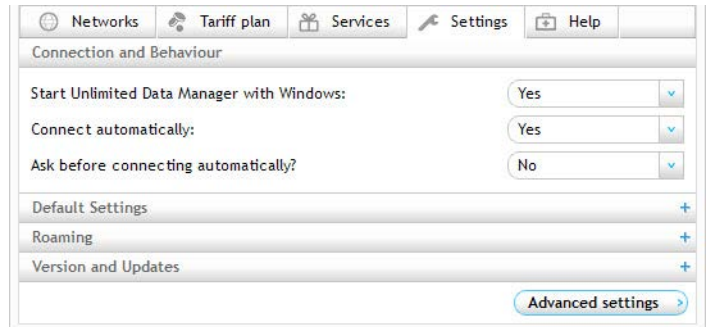 Networks Tariff plan Services Settings Help
Connection and Behaviour
Start Unlimited Data Manager with Windows: Yes
Connect automatically: Yes
Ask before connecting automatically? No
Default Settings +
Roaming +
Version and Updates +
Advanced settings >